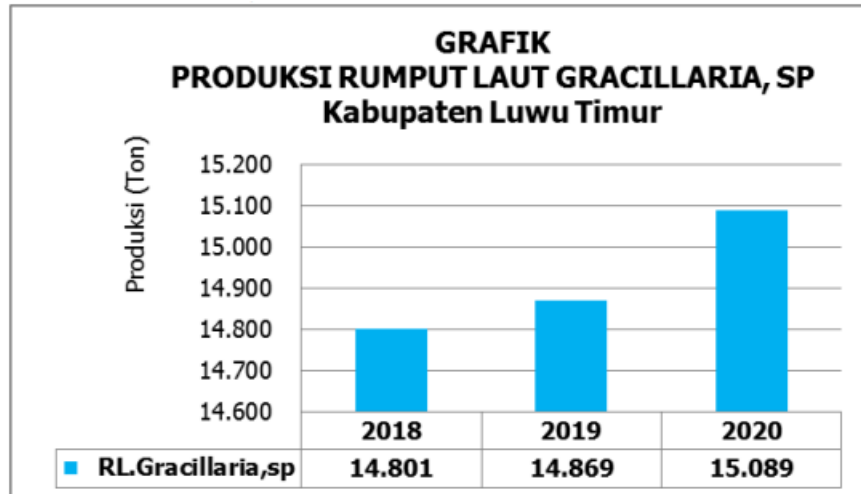 GRAFIK
PRODUKSI RUMPUT LAUT GRACILLARIA, SP
Kabupaten Luwu Timur
Produksi (Ton)
15.200
15.100
15.000
14.900
14.800
14.700
14.600
2018 2019 2020
RL.Gracillaria,sp 14.801 14.869 15.089